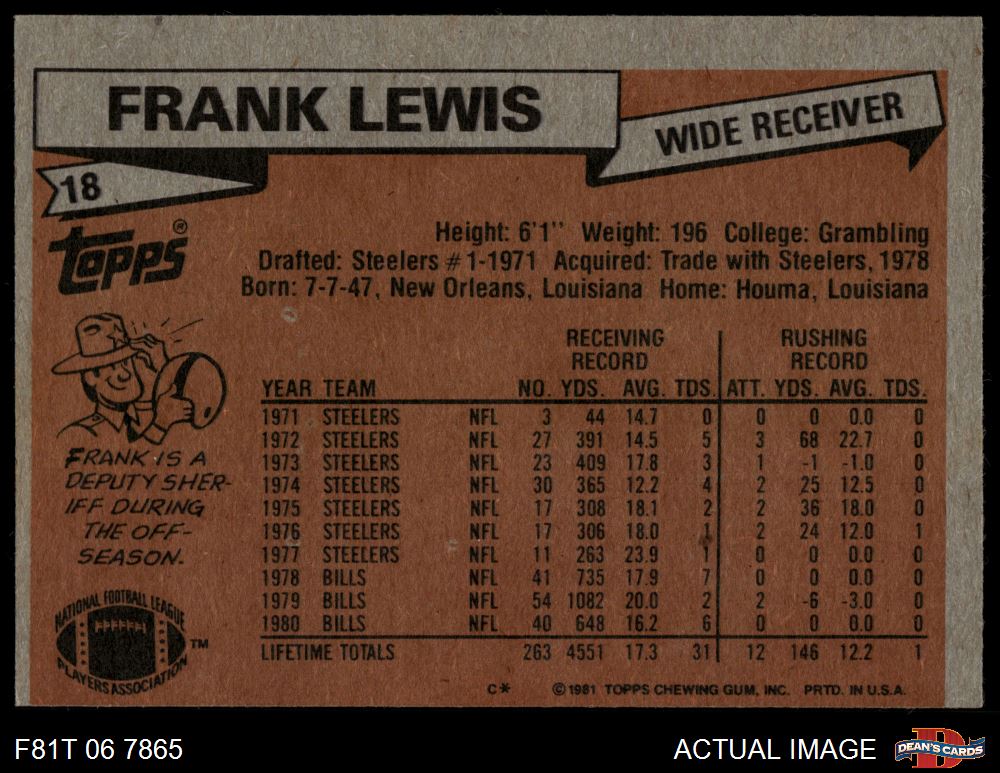 FRANK LEWIS
WIDE RECEIVER
18
Topps®
Height: 6'1" Weight: 196 College: Grambling
Drafted: Steelers #1-1971 Acquired: Trade with Steelers, 1978
Born: 7-7-47, New Orleans, Louisiana Home: Houma, Louisiana
RECEIVING RECORD RUSHING RECORD
YEAR TEAM NO. YDS. AVG. TDS. ATT. YDS. AVG. TDS.
1971 STEELERS NFL 3 44 14.7 0 0 0 0.0 0
1972 STEELERS NFL 27 391 14.5 5 3 68 22.7 0
1973 STEELERS NFL 23 409 17.8 3 1 -1 -1.0 0
1974 STEELERS NFL 30 365 12.2 4 2 25 12.5 0
1975 STEELERS NFL 17 308 18.1 2 2 36 18.0 0
1976 STEELERS NFL 17 306 18.0 1 2 24 12.0 1
1977 STEELERS NFL 11 263 23.9 1 0 0 0.0 0
1978 BILLS NFL 41 735 17.9 7 0 0 0.0 0
1979 BILLS NFL 54 1082 20.0 2 2 -6 -3.0 0
1980 BILLS NFL 40 648 16.2 6 0 0 0.0 0
LIFETIME TOTALS 263 4551 17.3 31 12 146 12.2 1
FRANK IS A
DEPUTY SHER-
IFF DURING
THE OFF-
SEASON.
NATIONAL FOOTBALL LEAGUE
PLAYERS ASSOCIATION
TM
C* ©1981 TOPPS CHEWING GUM, INC. PRTD. IN U.S.A.
F81T 06 7865
ACTUAL IMAGE
D
DEAN'S CARDS